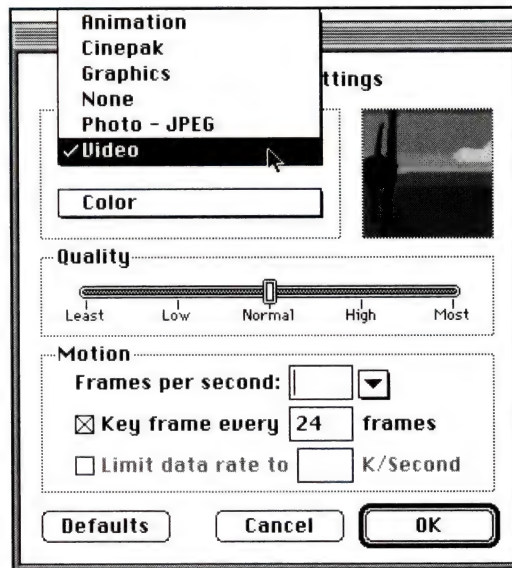 Animation
Cinepak
Graphics
None
Photo - JPEG
✓Video
ttings
Color
Quality
Least Low Normal High Most
Motion
Frames per second:
Key frame every 24 frames
Limit data rate to K/Second
Defaults Cancel OK